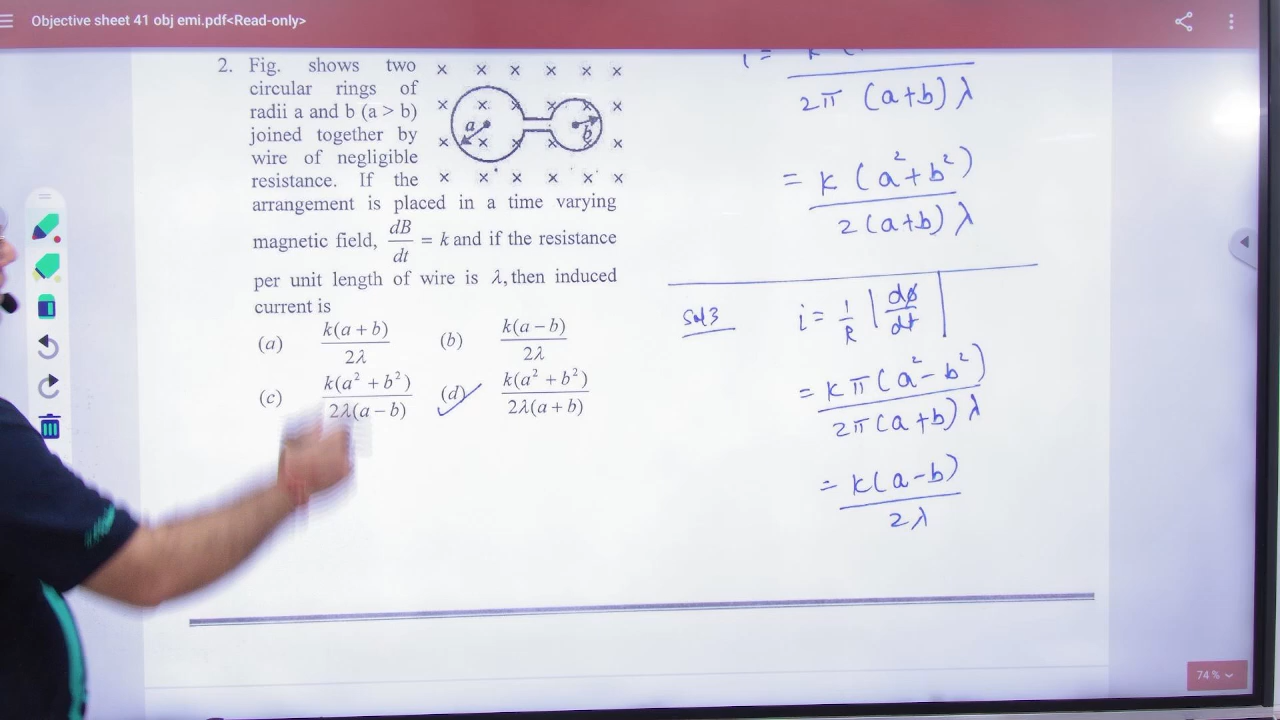 Objective sheet 41 obj emi.pdf<Read-only>
2. Fig. shows two
circular rings of
radii a and b (a > b)
joined together by
wire of negligible
resistance. If the
arrangement is placed in a time varying
magnetic field, dB/dt = k and if the resistance
per unit length of wire is λ, then induced
current is
(a) k(a + b)/2λ (b) k(a − b)/2λ
(c) k(a² + b²)/2λ(a − b) (d) k(a² + b²)/2λ(a + b)
a
b
2π (a+b) λ
= k (a² + b²)/2 (a+b) λ
Sol 3 i = 1/R |dφ/dt|
= kπ(a² − b²)/2π(a+b) λ
= k(a−b)/2λ
74 %